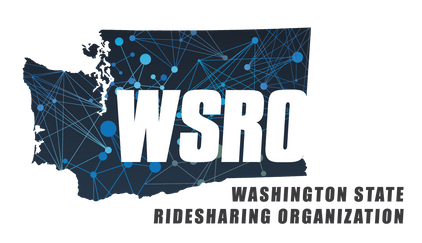 WSRO
WASHINGTON STATE
RIDESHARING ORGANIZATION